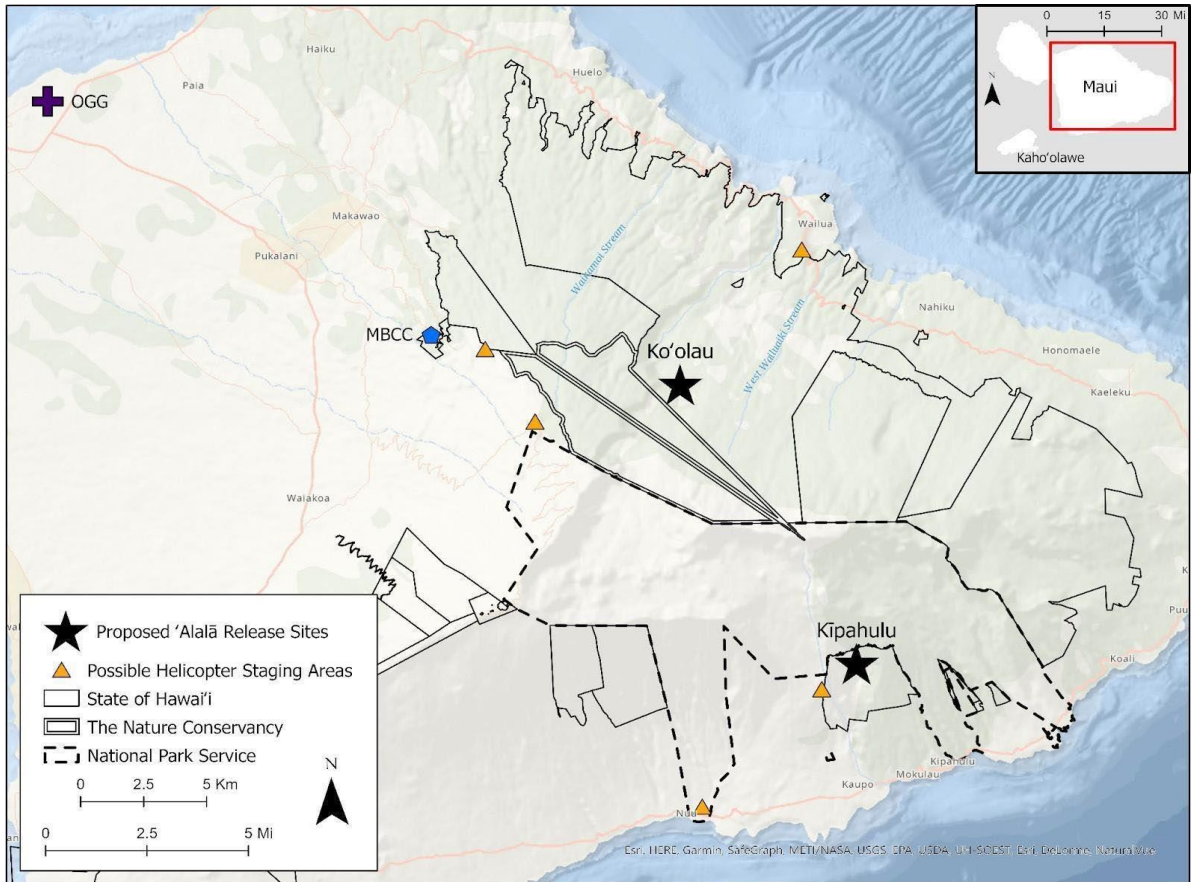 Haiku
Huelo
Paia
OGG
0 15 30 Mi
N
Maui
Kahoʻolawe
Makawao
Pukalani
Waikamoi Stream
Wailua
West Wailuaiki Stream
Nahiku
MBCC
Koʻolau
Honomaele
Kaeleku
Waiakoa
Kīpahulu
Koali
Puu
Kipahulu
Mokulau
Kaupo
Nuu
Proposed ʻAlalā Release Sites
Possible Helicopter Staging Areas
State of Hawaiʻi
The Nature Conservancy
National Park Service
N
0 2.5 5 Km
0 2.5 5 Mi
Esri, HERE, Garmin, SafeGraph, METI/NASA, USGS, EPA, USDA, UH-SOEST, Esri, DeLorme, NaturalVue